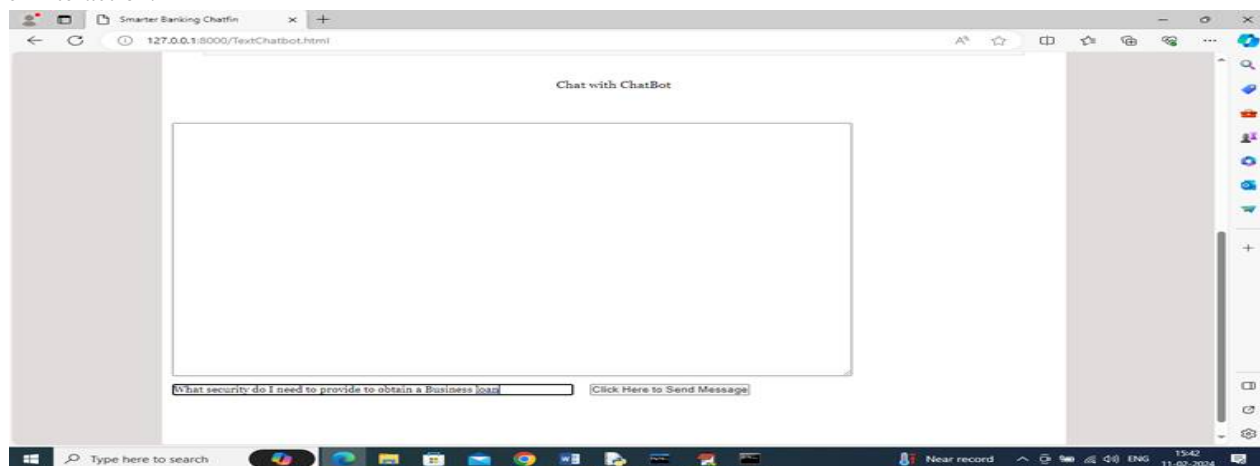 Smarter Banking Chatfin
127.0.0.1:8000/TextChatbot.html
Chat with ChatBot
What security do I need to provide to obtain a Business loan
Click Here to Send Message
Type here to search
Near record
ENG
15:42
11-02-2024